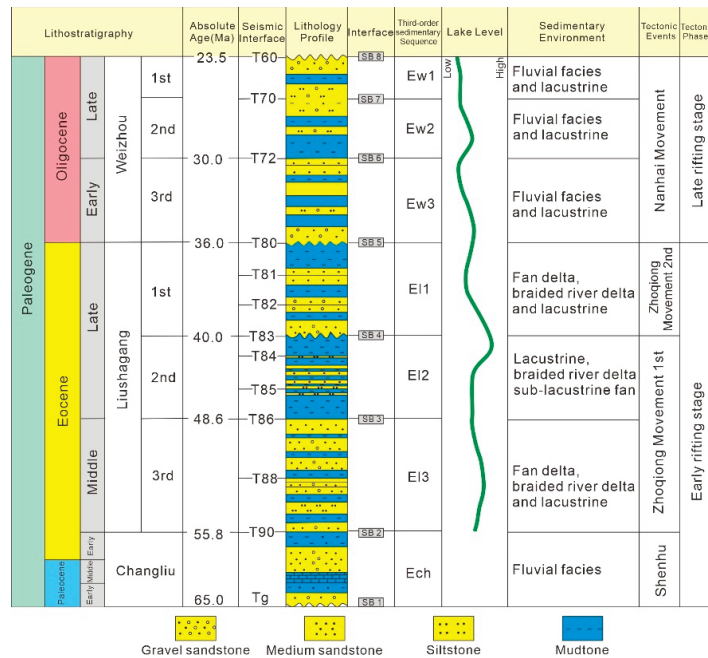 Lithostratigraphy
Absolute Age(Ma)
Seismic Interface
Lithology Profile
Interface
Third-order sedimentary Sequence
Lake Level
Sedimentary Environment
Tectonic Events
Tecton Phase
Low
High
Paleogene
Oligocene
Eocene
Paleocene
Late
Early
Late
Middle
Early
Middle
Early
Weizhou
Liushagang
Changliu
1st
2nd
3rd
1st
2nd
3rd
23.5
30.0
36.0
40.0
48.6
55.8
65.0
T60
T70
T72
T80
T81
T82
T83
T84
T85
T86
T88
T90
Tg
SB 8
SB 7
SB 6
SB 5
SB 4
SB 3
SB 2
SB 1
Ew1
Ew2
Ew3
El1
El2
El3
Ech
Fluvial facies
and lacustrine
Fluvial facies
and lacustrine
Fluvial facies
and lacustrine
Fan delta,
braided river delta
and lacustrine
Lacustrine,
braided river delta
sub-lacustrine fan
Fan delta,
braided river delta
and lacustrine
Fluvial facies
Nanhai Movement
Zhoqiong
Movement 2nd
Zhoqiong Movement 1st
Shenhu
Late rifting stage
Early rifting stage
Gravel sandstone
Medium sandstone
Siltstone
Mudtone